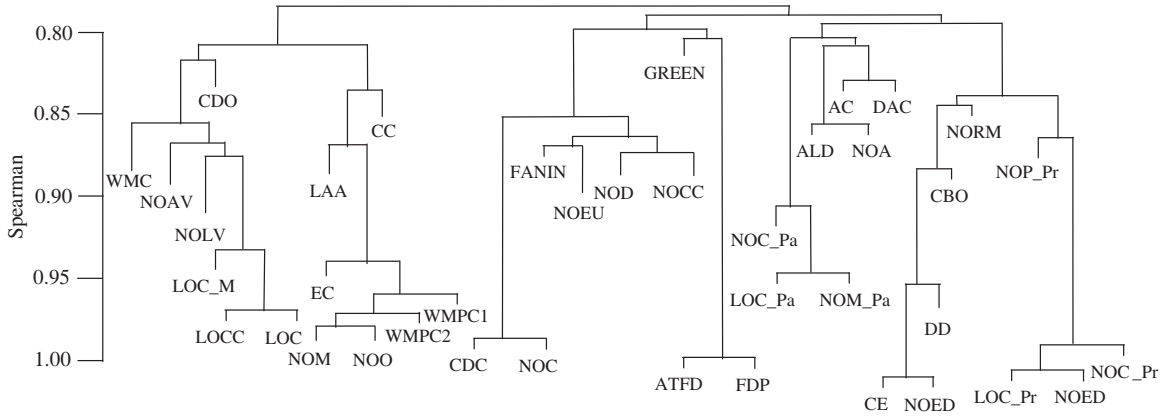 0.80
GREEN
CDO
AC DAC
0.85
CC
NORM
ALD NOA
WMC
LAA
FANIN
NOP_Pr
NOAV
NOD NOCC
CBO
0.90
NOEU
Spearman
NOLV
NOC_Pa
0.95
LOC_M
EC
LOC_Pa NOM_Pa
WMPC1
LOCC LOC
WMPC2
DD
1.00
NOM NOO
CDC NOC
NOC_Pr
ATFD FDP
LOC_Pr NOED
CE NOED